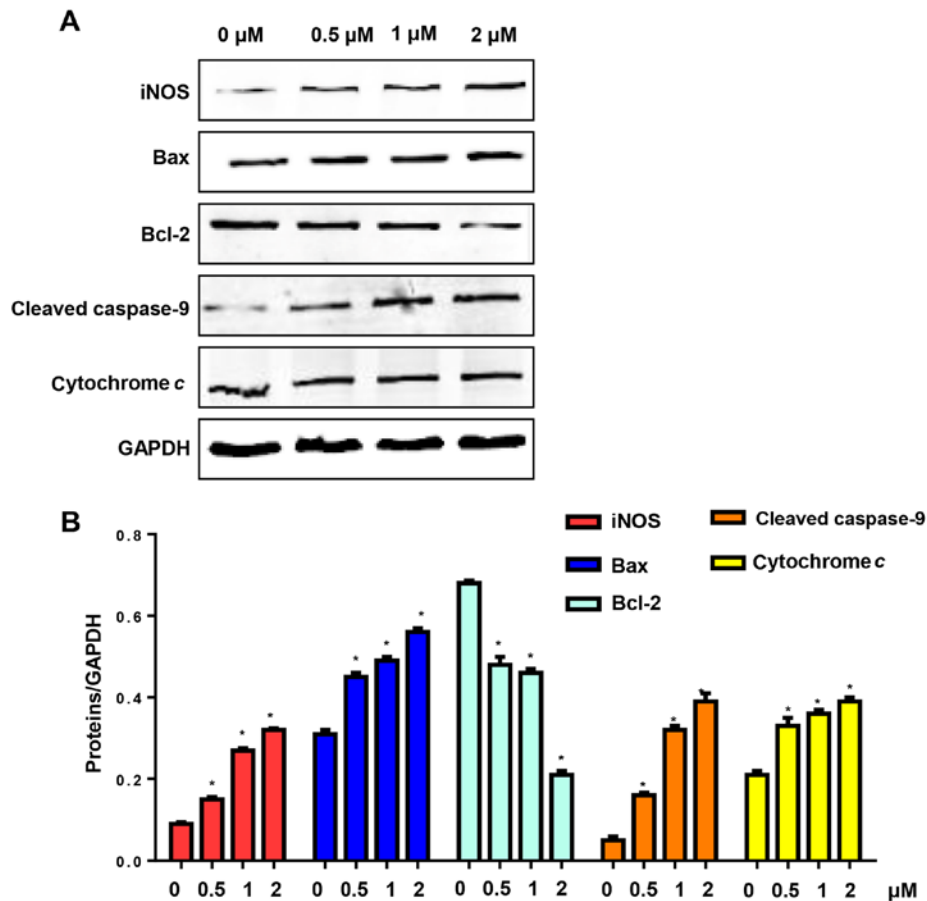 A
0 µM 0.5 µM 1 µM 2 µM
iNOS
Bax
Bcl-2
Cleaved caspase-9
Cytochrome c
GAPDH
B
iNOS
Bax
Bcl-2
Cleaved caspase-9
Cytochrome c
Proteins/GAPDH
0.8
0.6
0.4
0.2
0.0
* * * * * * * * * * * * * * *
0 0.5 1 2 0 0.5 1 2 0 0.5 1 2 0 0.5 1 2 0 0.5 1 2 µM